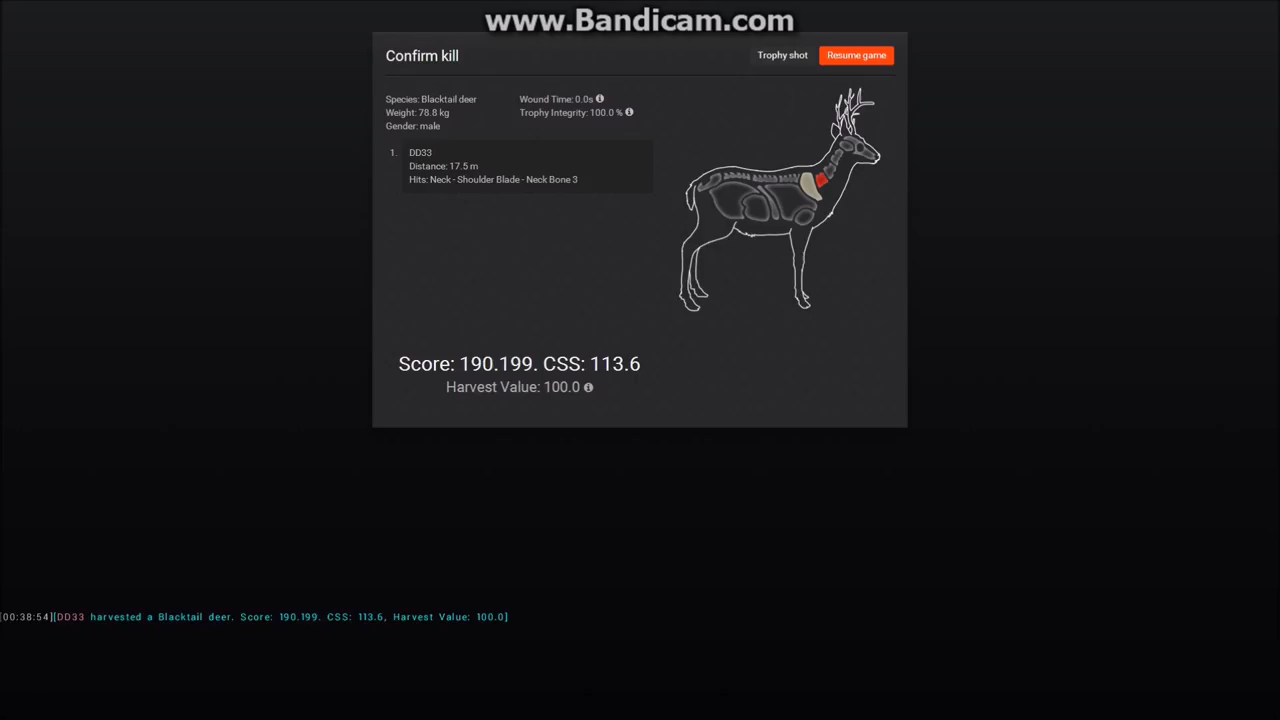 www.Bandicam.com
Confirm kill
Trophy shot
Resume game
Species: Blacktail deer
Weight: 78.8 kg
Gender: male
Wound Time: 0.0s
Trophy Integrity: 100.0 %
1. DD33
Distance: 17.5 m
Hits: Neck - Shoulder Blade - Neck Bone 3
Score: 190.199. CSS: 113.6
Harvest Value: 100.0
[00:38:54][DD33 harvested a Blacktail deer. Score: 190.199. CSS: 113.6, Harvest Value: 100.0]